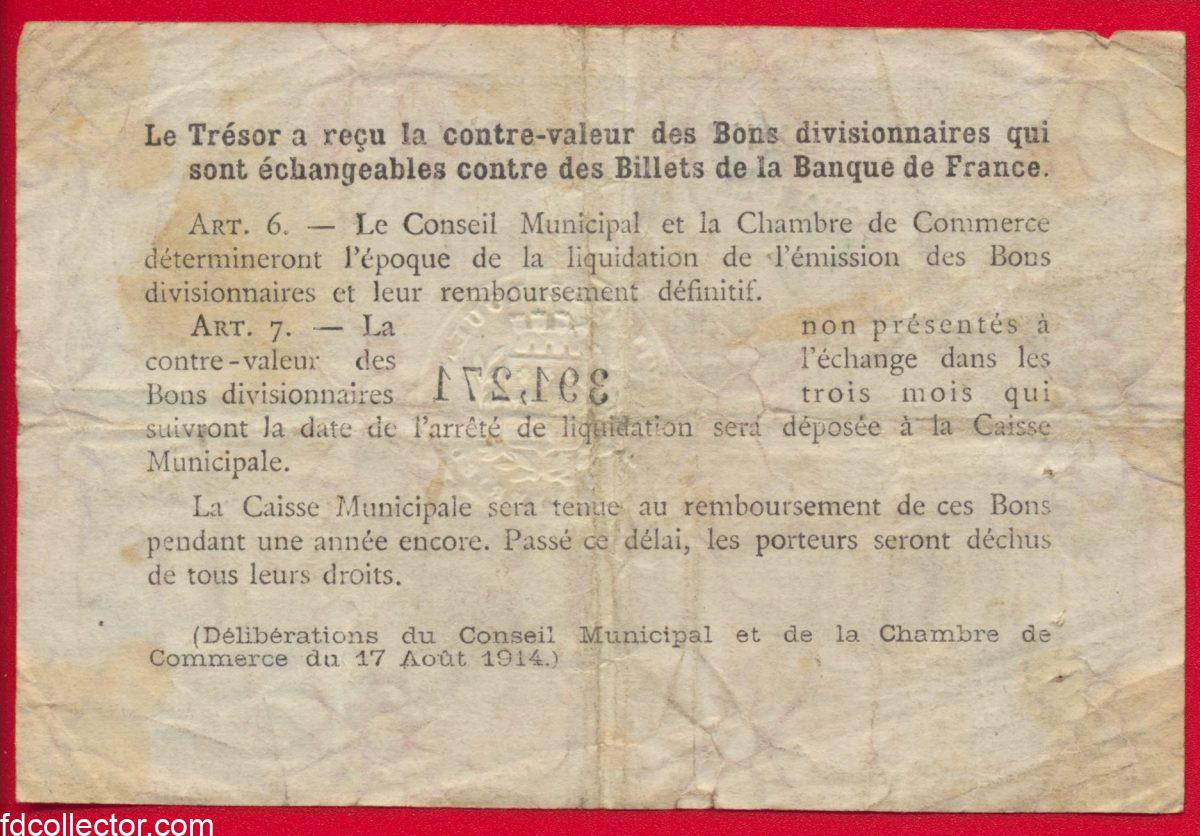 Le Trésor a reçu la contre-valeur des Bons divisionnaires qui
sont échangeables contre des Billets de la Banque de France.
ART. 6. — Le Conseil Municipal et la Chambre de Commerce
détermineront l'époque de la liquidation de l'émission des Bons
divisionnaires et leur remboursement définitif.
ART. 7. — La
contre-valeur des
Bons divisionnaires
391,271
non présentés à
l'échange dans les
trois mois qui
suivront la date de l'arrêté de liquidation sera déposée à la Caisse
Municipale.
La Caisse Municipale sera tenue au remboursement de ces Bons
pendant une année encore. Passé ce délai, les porteurs seront déchus
de tous leurs droits.
(Délibérations du Conseil Municipal et de la Chambre de
Commerce du 17 Août 1914.)
fdcollector.com